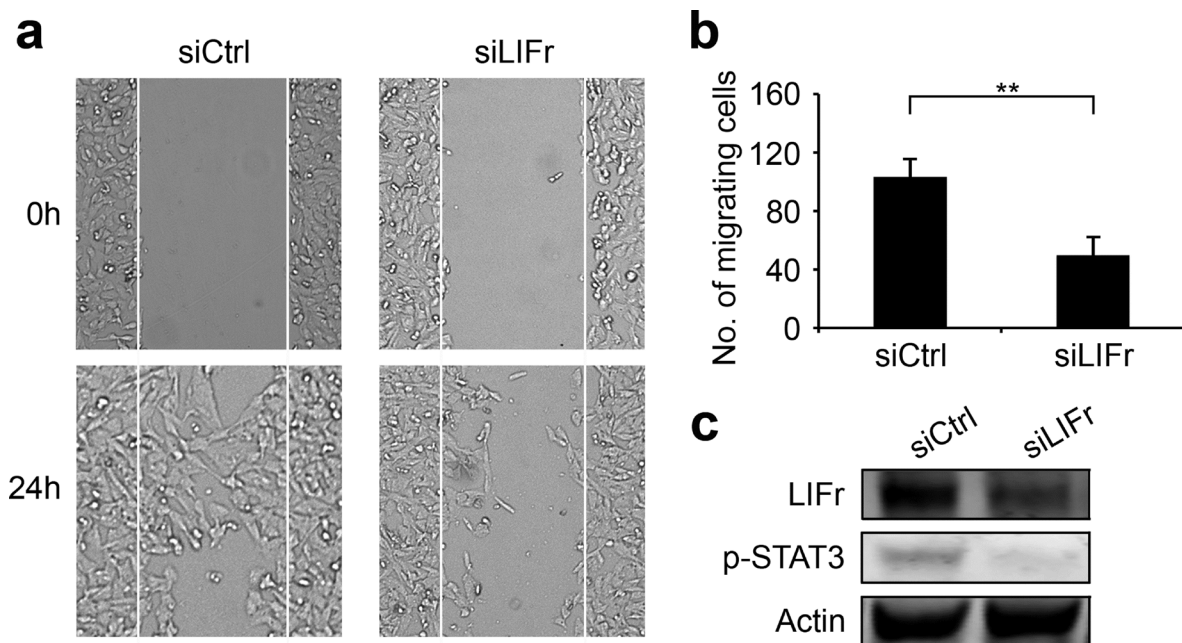 a
siCtrl siLIFr
0h
24h
b
No. of migrating cells
160
120
80
40
0
**
siCtrl siLIFr
c
siCtrl siLIFr
LIFr
p-STAT3
Actin